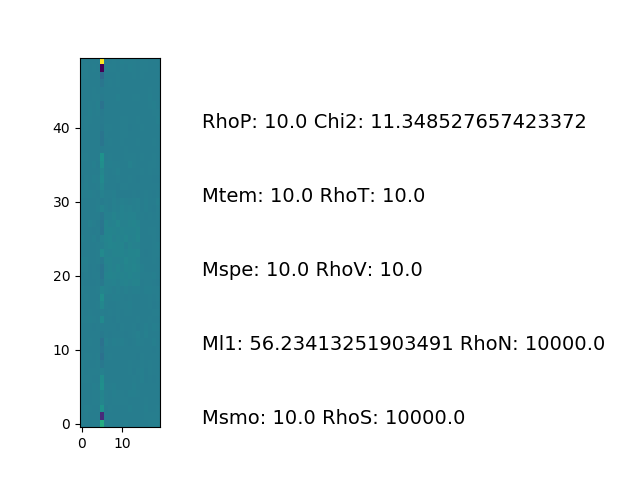 40
30
20
10
0
0 10
RhoP: 10.0 Chi2: 11.348527657423372
Mtem: 10.0 RhoT: 10.0
Mspe: 10.0 RhoV: 10.0
Ml1: 56.23413251903491 RhoN: 10000.0
Msmo: 10.0 RhoS: 10000.0